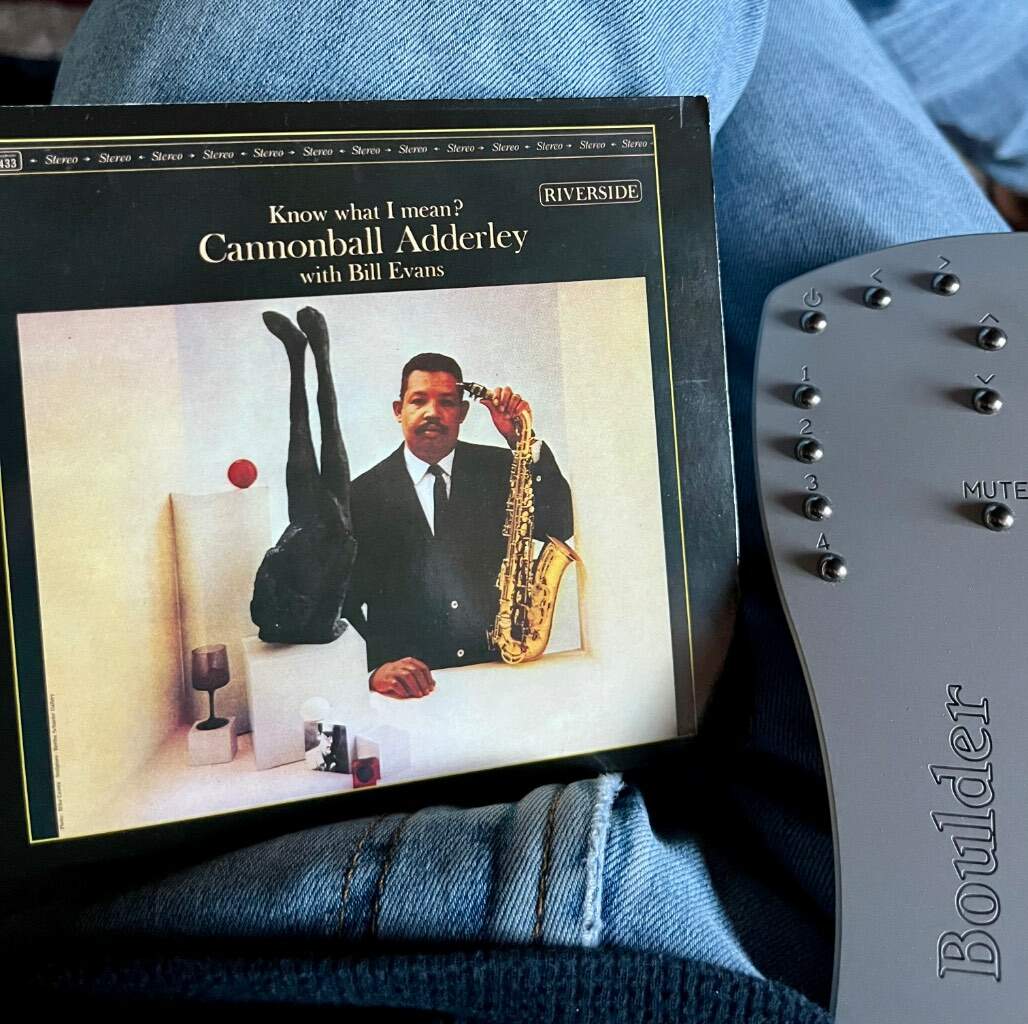 433 Stereo Stereo Stereo Stereo Stereo Stereo Stereo Stereo Stereo Stereo Stereo Stereo Stereo
RIVERSIDE
Know what I mean?
Cannonball Adderley
with Bill Evans
1
2
3
4
MUTE
Boulder